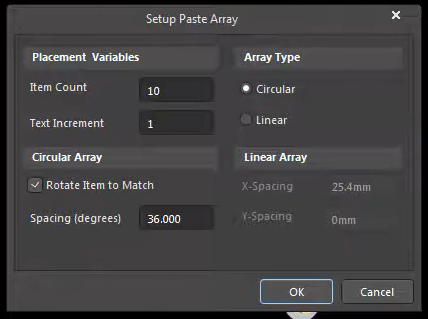 Setup Paste Array
Placement Variables
Item Count 10
Text Increment 1
Array Type
Circular
Linear
Circular Array
Rotate Item to Match
Spacing (degrees) 36.000
Linear Array
X-Spacing 25.4mm
Y-Spacing 0mm
OK Cancel